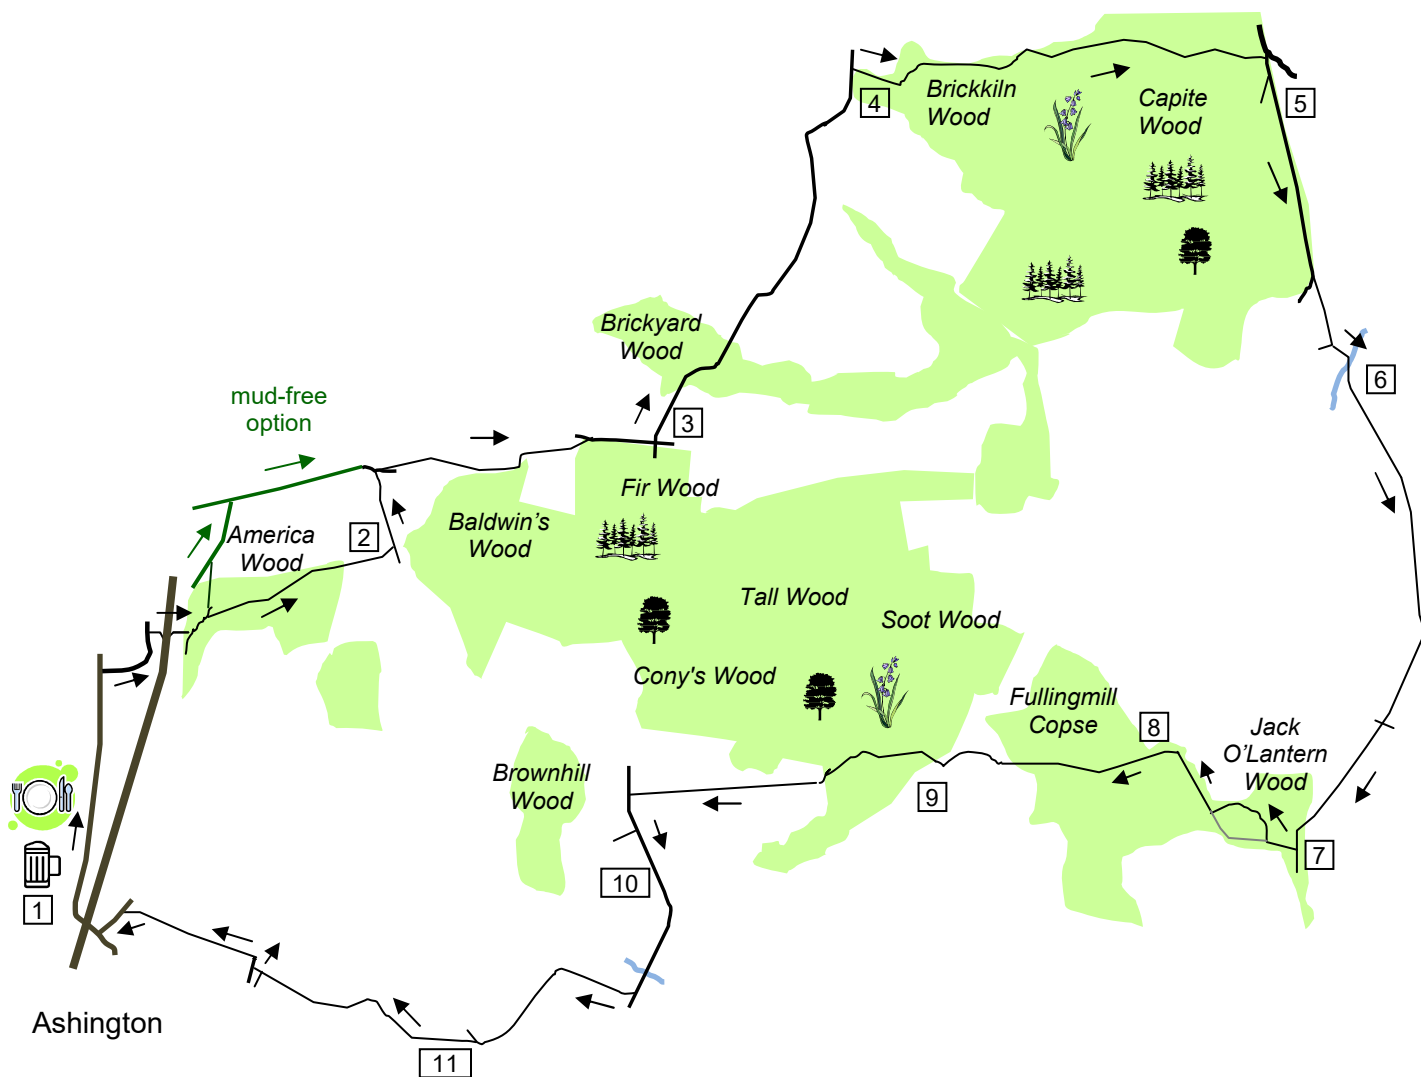 4
Brickkiln
Wood
Capite
Wood
5
Brickyard
Wood
6
mud-free
option
3
Fir Wood
America
Wood
2
Baldwin's
Wood
Tall Wood
Soot Wood
Cony's Wood
Fullingmill
Copse
8
Jack
O'Lantern
Wood
Brownhill
Wood
9
7
10
1
Ashington
11